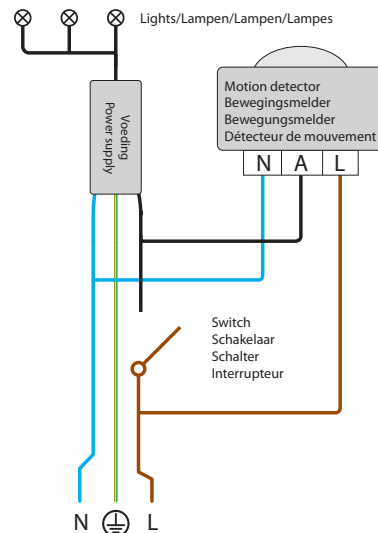 Lights/Lampen/Lampen/Lampes
Motion detector
Bewegingsmelder
Bewegungsmelder
Détecteur de mouvement
N A L
Voeding
Power supply
Switch
Schakelaar
Schalter
Interrupteur
N L